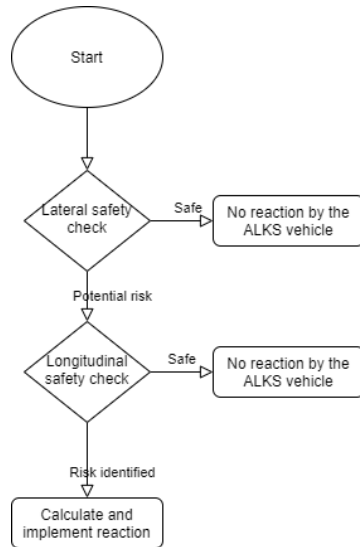 Start
Lateral safety
check
Safe
No reaction by the
ALKS vehicle
Potential risk
Longitudinal
safety check
Safe
No reaction by the
ALKS vehicle
Risk identified
Calculate and
implement reaction